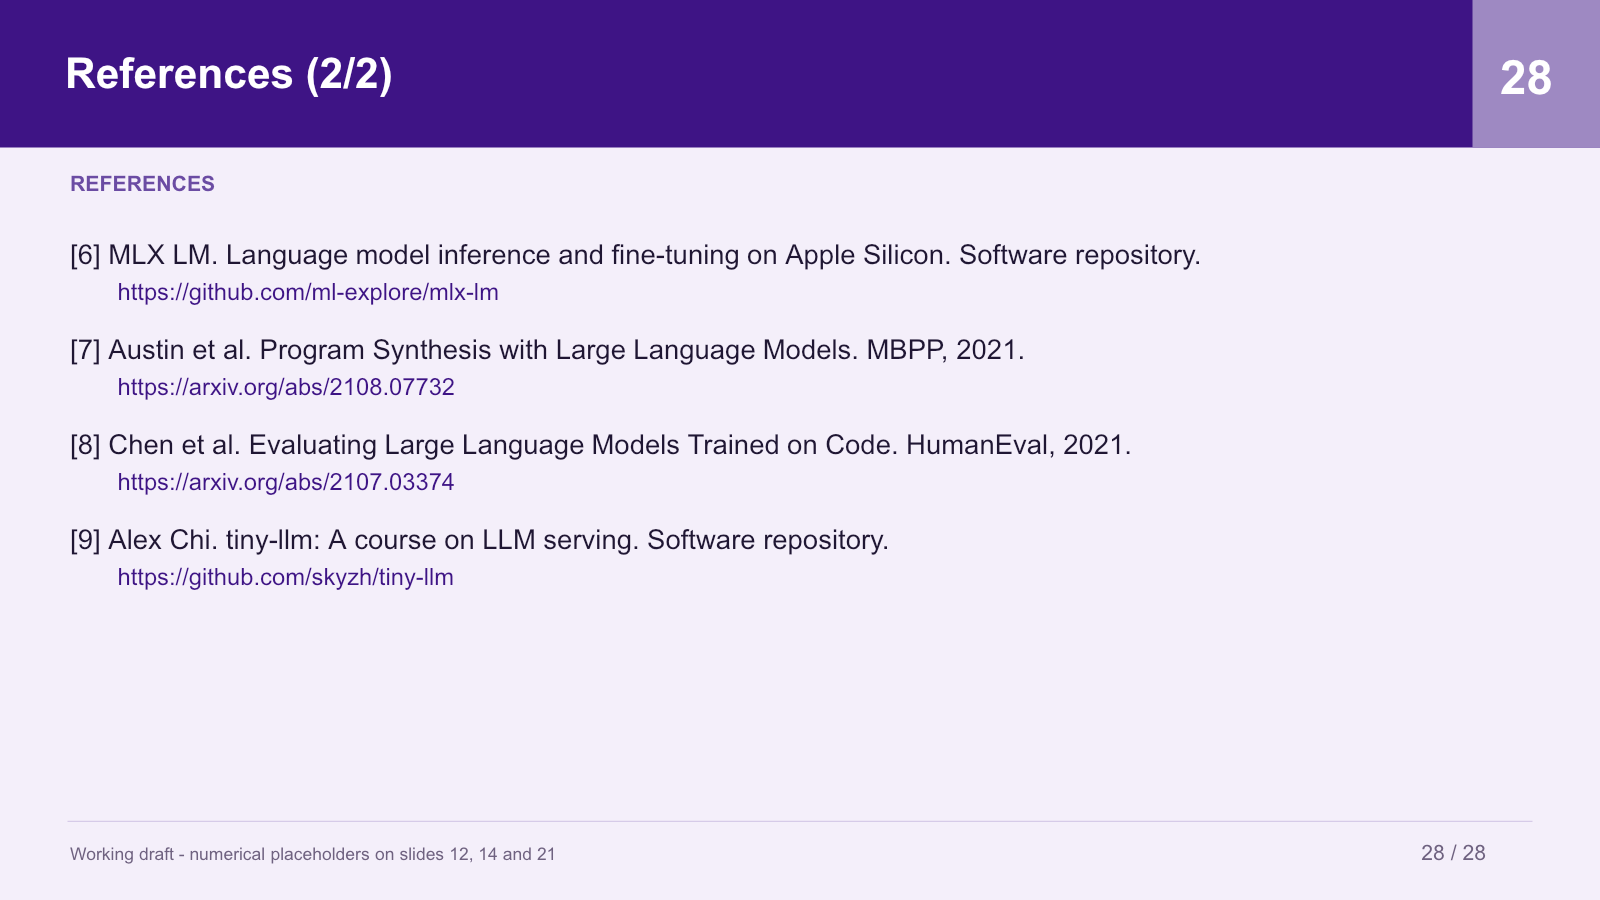 References (2/2)
28
REFERENCES
[6] MLX LM. Language model inference and fine-tuning on Apple Silicon. Software repository.
https://github.com/ml-explore/mlx-lm
[7] Austin et al. Program Synthesis with Large Language Models. MBPP, 2021.
https://arxiv.org/abs/2108.07732
[8] Chen et al. Evaluating Large Language Models Trained on Code. HumanEval, 2021.
https://arxiv.org/abs/2107.03374
[9] Alex Chi. tiny-llm: A course on LLM serving. Software repository.
https://github.com/skyzh/tiny-llm
Working draft - numerical placeholders on slides 12, 14 and 21
28 / 28